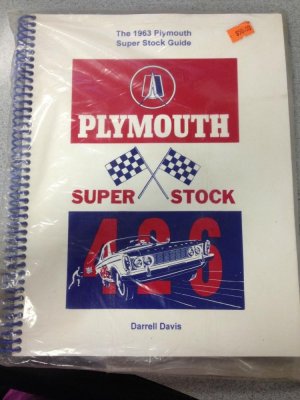 The 1963 Plymouth
Super Stock Guide
PLYMOUTH
SUPER STOCK
426
Darrell Davis